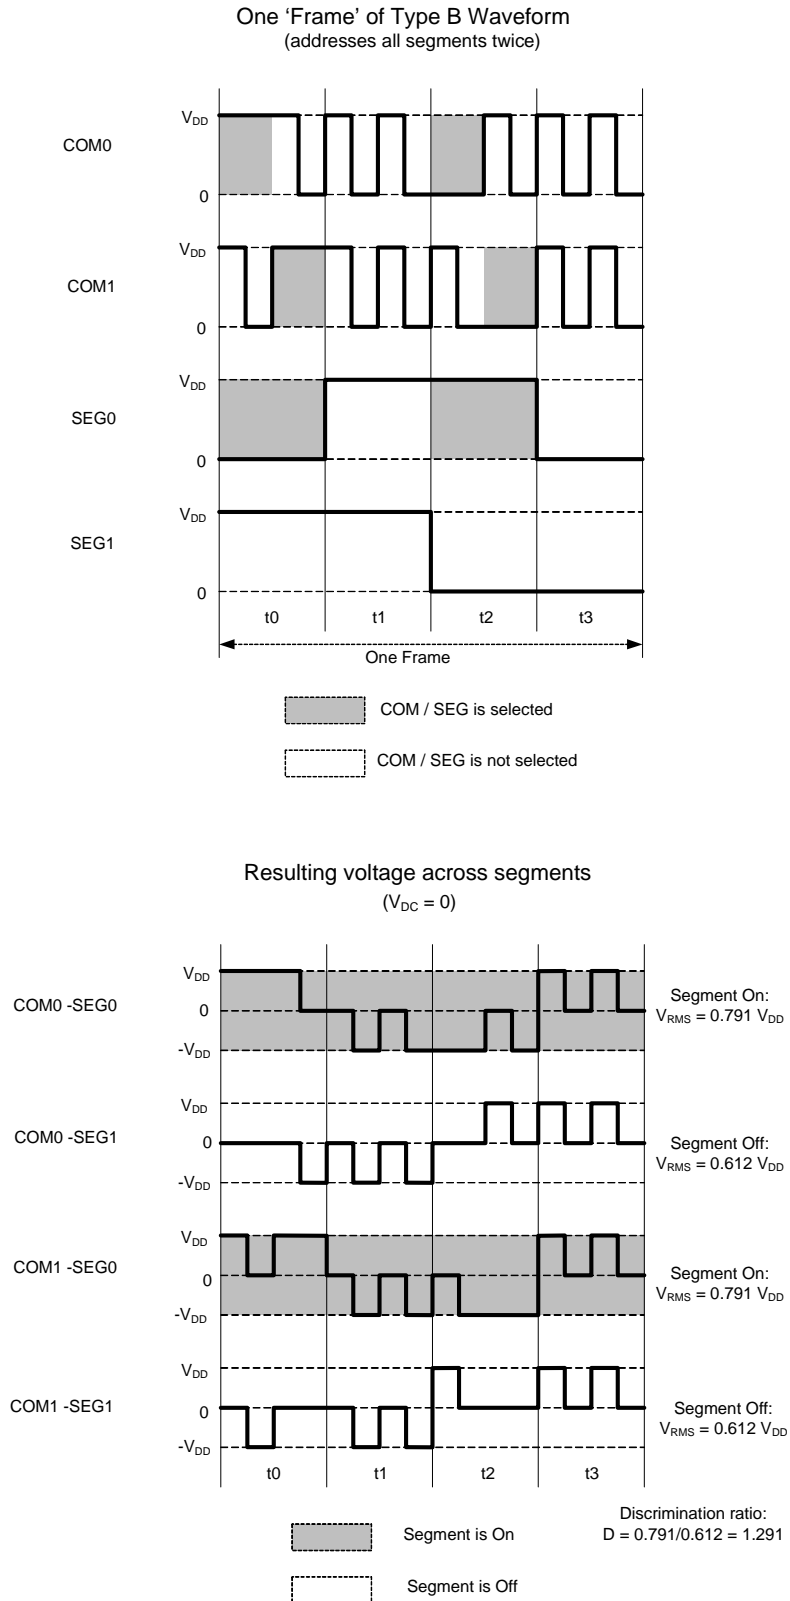 One ‘Frame’ of Type B Waveform
(addresses all segments twice)
VDD
COM0
0
VDD
COM1
0
VDD
SEG0
0
VDD
SEG1
0
t0 t1 t2 t3
One Frame
COM / SEG is selected
COM / SEG is not selected
Resulting voltage across segments
(VDC = 0)
VDD
COM0 -SEG0
0
-VDD
Segment On:
VRMS = 0.791 VDD
VDD
COM0 -SEG1
0
-VDD
Segment Off:
VRMS = 0.612 VDD
VDD
COM1 -SEG0
0
-VDD
Segment On:
VRMS = 0.791 VDD
VDD
COM1 -SEG1
0
-VDD
Segment Off:
VRMS = 0.612 VDD
t0 t1 t2 t3
Discrimination ratio:
D = 0.791/0.612 = 1.291
Segment is On
Segment is Off